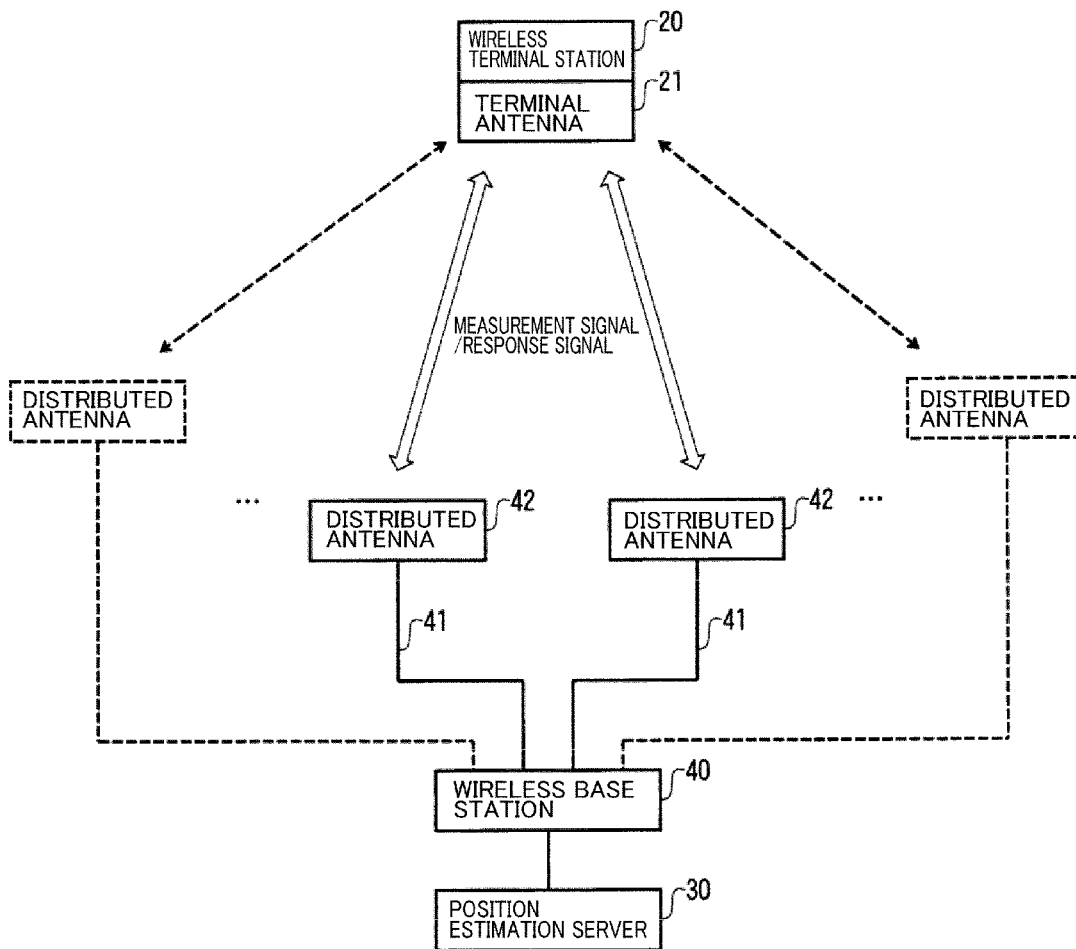 20
WIRELESS
TERMINAL STATION
21
TERMINAL
ANTENNA
MEASUREMENT SIGNAL
/RESPONSE SIGNAL
DISTRIBUTED
ANTENNA
DISTRIBUTED
ANTENNA
...
42
DISTRIBUTED
ANTENNA
42
...
DISTRIBUTED
ANTENNA
41
41
40
WIRELESS BASE
STATION
30
POSITION
ESTIMATION SERVER